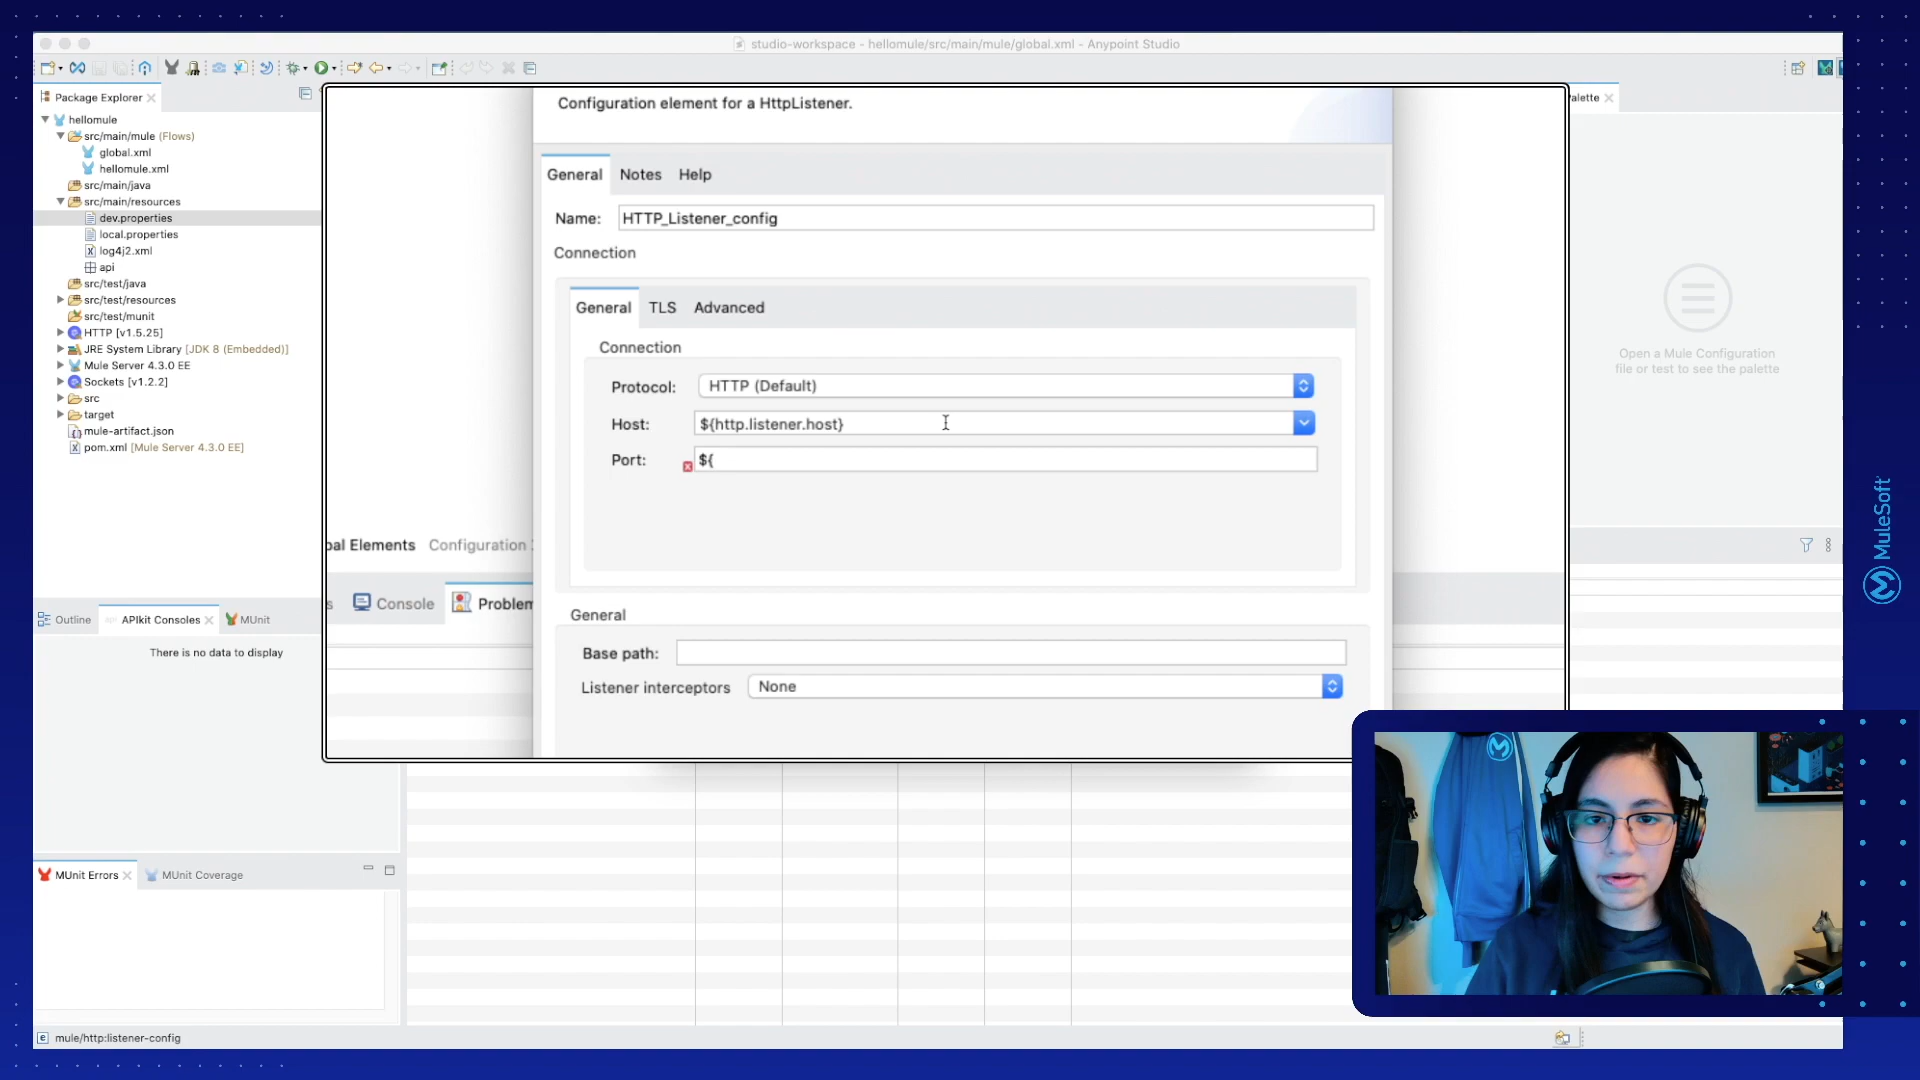 studio-workspace - hellomule/src/main/mule/global.xml - Anypoint Studio
Package Explorer
hellomule
src/main/mule (Flows)
global.xml
hellomule.xml
src/main/java
src/main/resources
dev.properties
local.properties
log4j2.xml
api
src/test/java
src/test/resources
src/test/munit
HTTP [v1.5.25]
JRE System Library [JDK 8 (Embedded)]
Mule Server 4.3.0 EE
Sockets [v1.2.2]
src
target
mule-artifact.json
pom.xml [Mule Server 4.3.0 EE]
Configuration element for a HttpListener.
General Notes Help
Name: HTTP_Listener_config
Connection
General TLS Advanced
Connection
Protocol: HTTP (Default)
Host: ${http.listener.host}
Port: ${
General
Base path:
Listener interceptors None
bal Elements Configuration
s Console Problem
alette
Open a Mule Configuration
file or test to see the palette
Outline APIkit Consoles MUnit
There is no data to display
MUnit Errors MUnit Coverage
mule/http:listener-config
MuleSoft